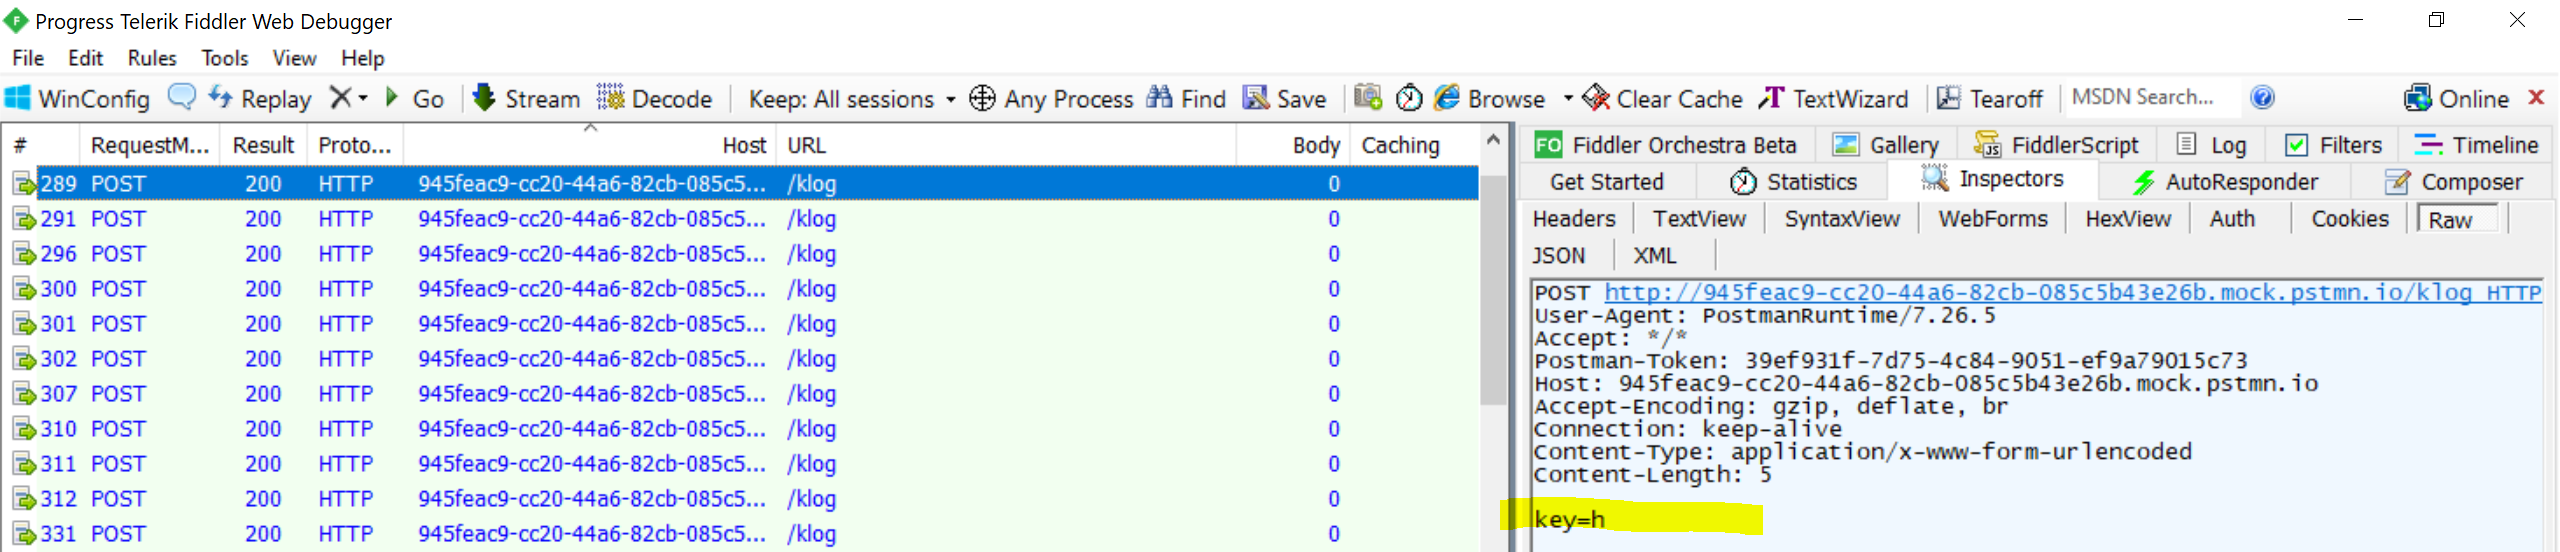 Progress Telerik Fiddler Web Debugger
File Edit Rules Tools View Help
WinConfig Replay Go Stream Decode Keep: All sessions Any Process Find Save Browse Clear Cache TextWizard Tearoff MSDN Search... Online
# RequestM... Result Proto... Host URL Body Caching
289 POST 200 HTTP 945feac9-cc20-44a6-82cb-085c5... /klog 0
291 POST 200 HTTP 945feac9-cc20-44a6-82cb-085c5... /klog 0
296 POST 200 HTTP 945feac9-cc20-44a6-82cb-085c5... /klog 0
300 POST 200 HTTP 945feac9-cc20-44a6-82cb-085c5... /klog 0
301 POST 200 HTTP 945feac9-cc20-44a6-82cb-085c5... /klog 0
302 POST 200 HTTP 945feac9-cc20-44a6-82cb-085c5... /klog 0
307 POST 200 HTTP 945feac9-cc20-44a6-82cb-085c5... /klog 0
310 POST 200 HTTP 945feac9-cc20-44a6-82cb-085c5... /klog 0
311 POST 200 HTTP 945feac9-cc20-44a6-82cb-085c5... /klog 0
312 POST 200 HTTP 945feac9-cc20-44a6-82cb-085c5... /klog 0
331 POST 200 HTTP 945feac9-cc20-44a6-82cb-085c5... /klog 0
FO Fiddler Orchestra Beta Gallery FiddlerScript Log Filters Timeline
Get Started Statistics Inspectors AutoResponder Composer
Headers TextView SyntaxView WebForms HexView Auth Cookies Raw
JSON XML
POST http://945feac9-cc20-44a6-82cb-085c5b43e26b.mock.pstmn.io/klog HTTP
User-Agent: PostmanRuntime/7.26.5
Accept: */*
Postman-Token: 39ef931f-7d75-4c84-9051-ef9a79015c73
Host: 945feac9-cc20-44a6-82cb-085c5b43e26b.mock.pstmn.io
Accept-Encoding: gzip, deflate, br
Connection: keep-alive
Content-Type: application/x-www-form-urlencoded
Content-Length: 5
key=h